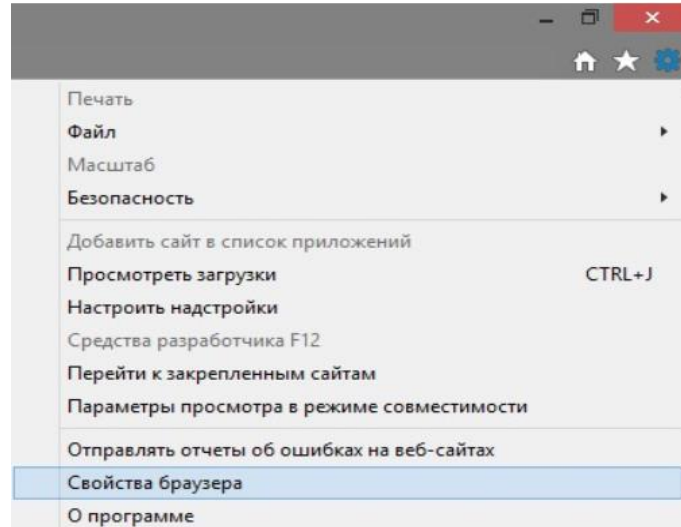 Печать
Файл
Масштаб
Безопасность
Добавить сайт в список приложений
Просмотреть загрузки CTRL+J
Настроить надстройки
Средства разработчика F12
Перейти к закрепленным сайтам
Параметры просмотра в режиме совместимости
Отправлять отчеты об ошибках на веб-сайтах
Свойства браузера
О программе